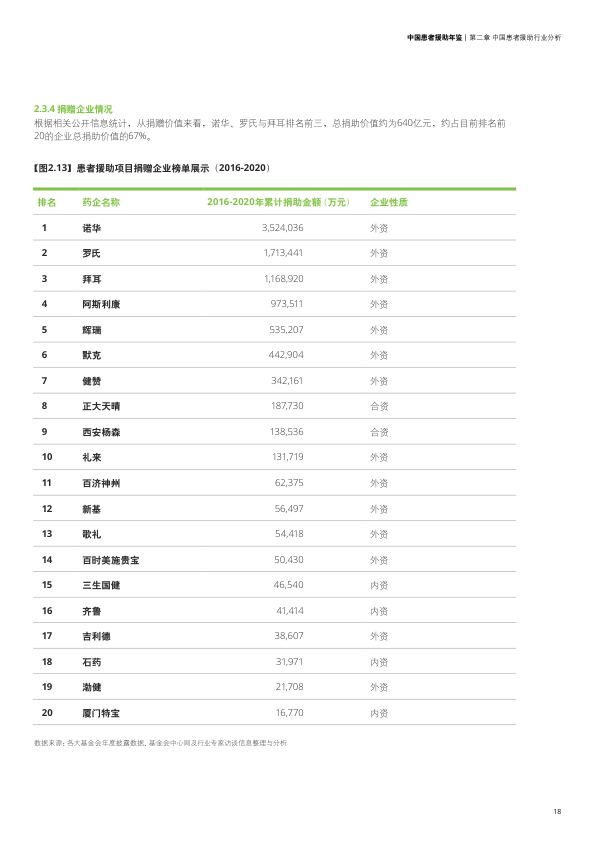 中国患者援助年鉴 | 第二章 中国患者援助行业分析
2.3.4 捐赠企业情况
根据相关公开信息统计，从捐赠价值来看，诺华、罗氏与拜耳排名前三，总捐助价值约为640亿元，约占目前排名前
20的企业总捐助价值的67%。
【图2.13】患者援助项目捐赠企业榜单展示（2016-2020）
排名 药企名称 2016-2020年累计捐助金额（万元） 企业性质
1 诺华 3,524,036 外资
2 罗氏 1,713,441 外资
3 拜耳 1,168,920 外资
4 阿斯利康 973,511 外资
5 辉瑞 535,207 外资
6 默克 442,904 外资
7 健赞 342,161 外资
8 正大天晴 187,730 合资
9 西安杨森 138,536 合资
10 礼来 131,719 外资
11 百济神州 62,375 外资
12 新基 56,497 外资
13 歌礼 54,418 外资
14 百时美施贵宝 50,430 外资
15 三生国健 46,540 内资
16 齐鲁 41,414 内资
17 吉利德 38,607 外资
18 石药 31,971 内资
19 渤健 21,708 外资
20 厦门特宝 16,770 内资
数据来源：各大基金会年度披露数据，基金会中心网及行业专家访谈信息整理与分析
18